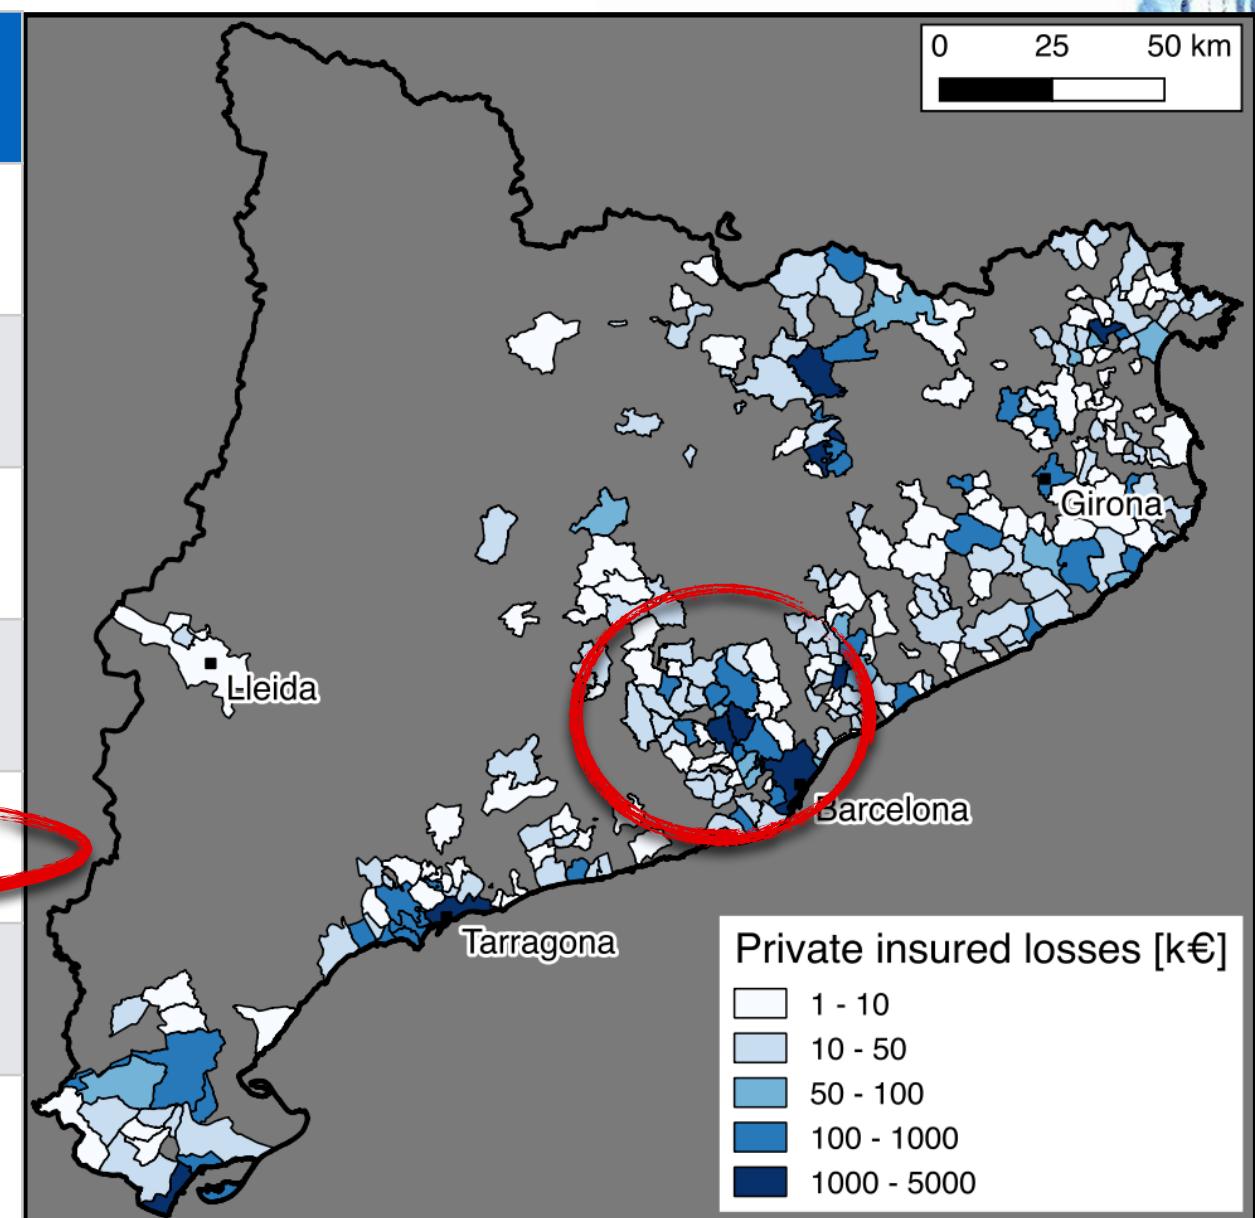 0 25 50 km
Girona
Lleida
Barcelona
Tarragona
Private insured losses [k€]
1 - 10
10 - 50
50 - 100
100 - 1000
1000 - 5000